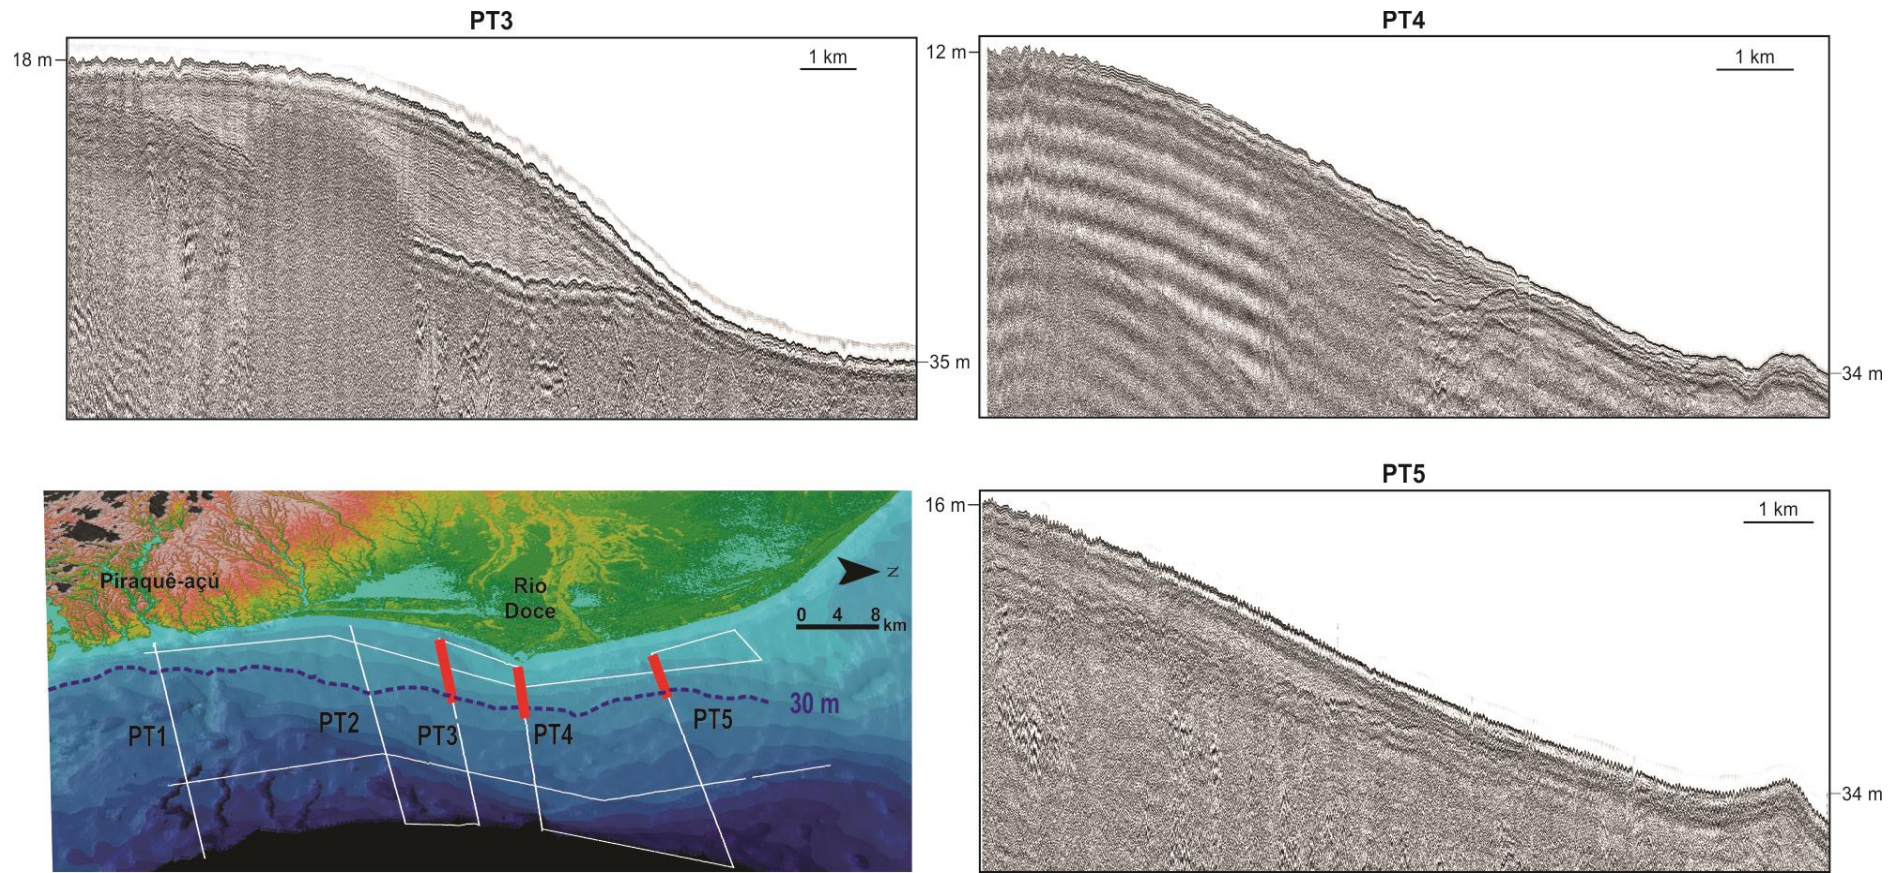 PT3
18 m
1 km
35 m
PT4
12 m
1 km
34 m
Piraquê-açú
Rio
Doce
N
0 4 8
km
30 m
PT1
PT2
PT3
PT4
PT5
PT5
16 m
1 km
34 m